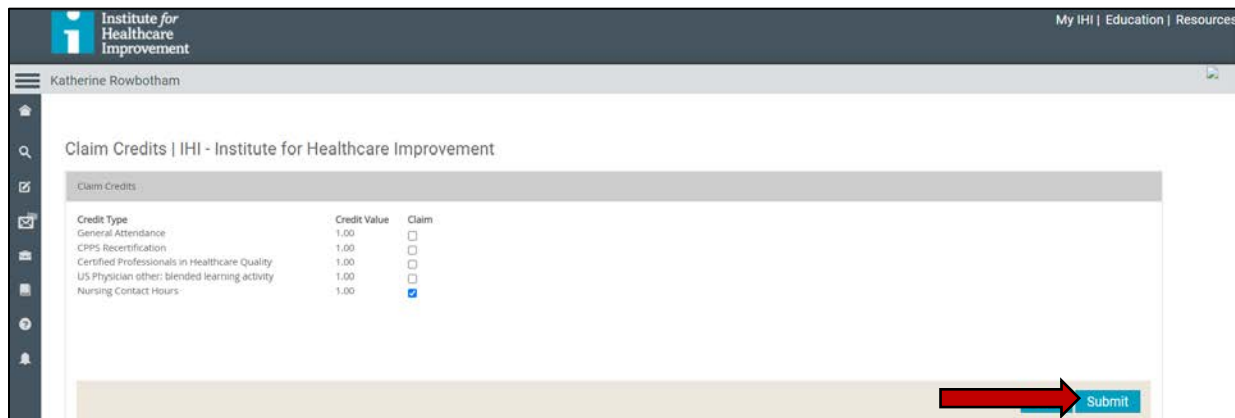 Institute for
Healthcare
Improvement
My IHI | Education | Resources
Katherine Rowbotham
Claim Credits | IHI - Institute for Healthcare Improvement
Claim Credits
Credit Type Credit Value Claim
General Attendance 1.00
CPPS Recertification 1.00
Certified Professionals in Healthcare Quality 1.00
US Physician other: blended learning activity 1.00
Nursing Contact Hours 1.00
Submit